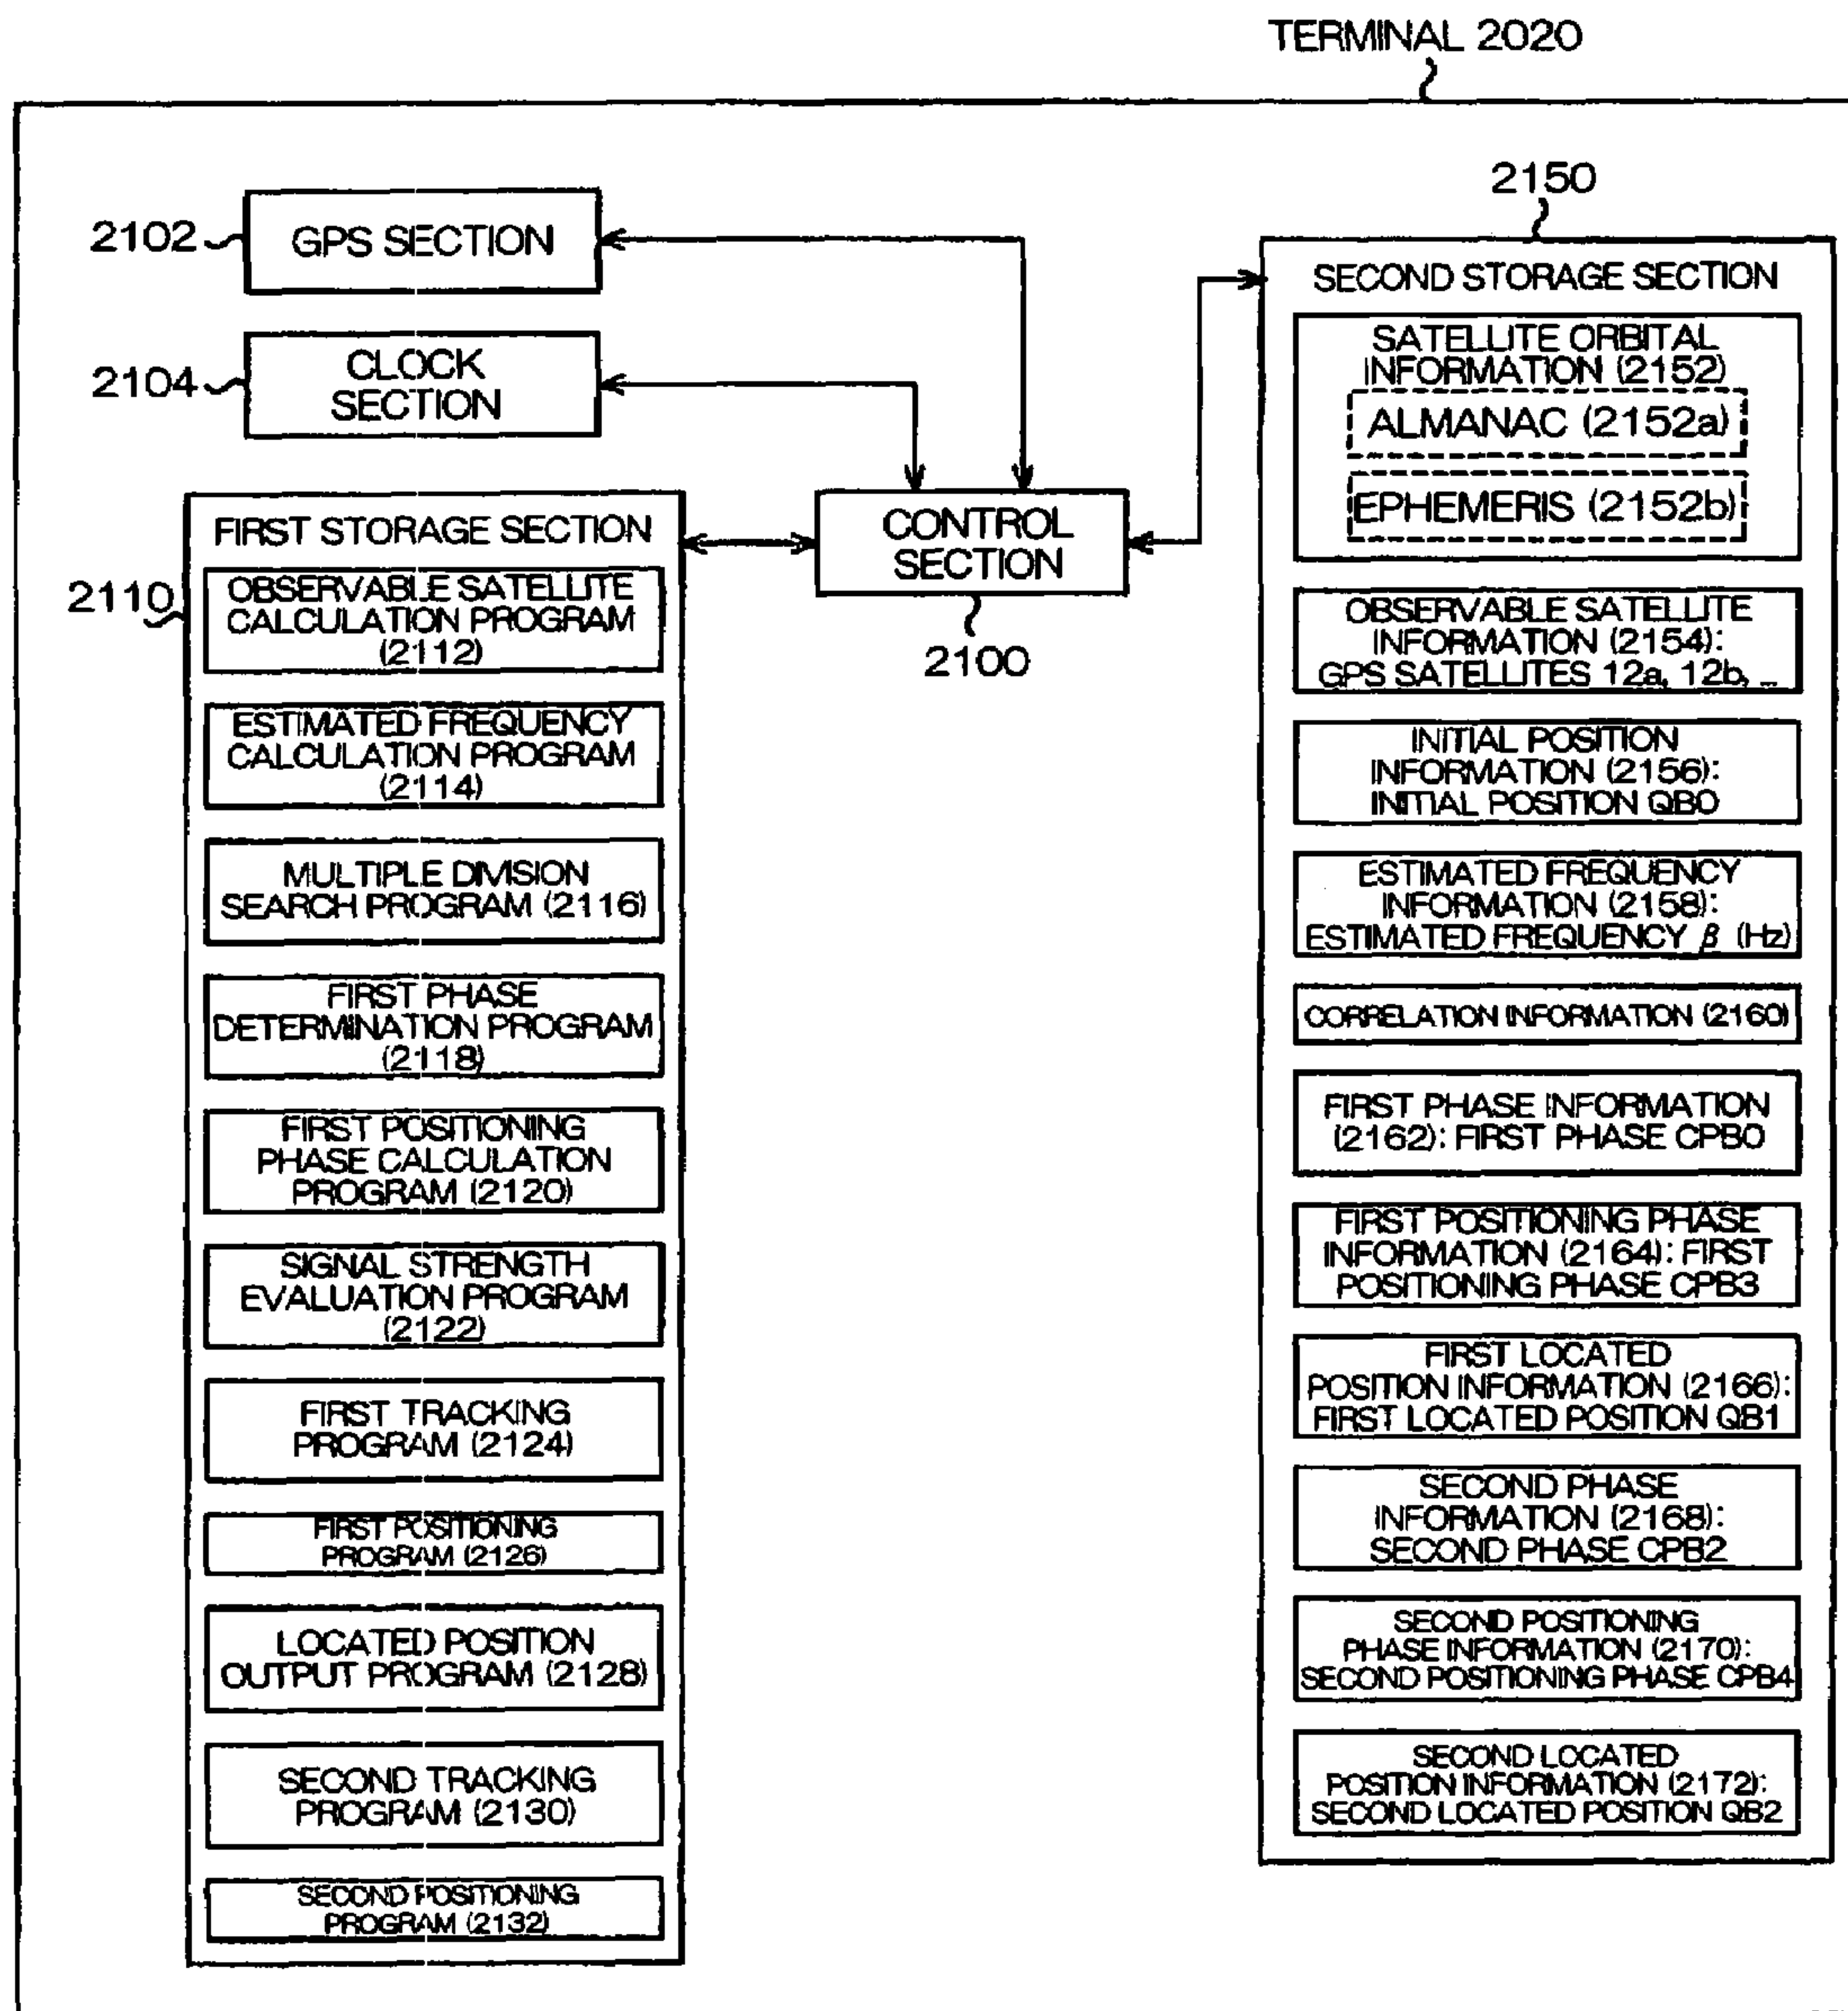 TERMINAL 2020
2102
GPS SECTION
2104
CLOCK
SECTION
2110
FIRST STORAGE SECTION
OBSERVABLE SATELLITE
CALCULATION PROGRAM
(2112)
ESTIMATED FREQUENCY
CALCULATION PROGRAM
(2114)
MULTIPLE DIVISION
SEARCH PROGRAM (2116)
FIRST PHASE
DETERMINATION PROGRAM
(2118)
FIRST POSITIONING
PHASE CALCULATION
PROGRAM (2120)
SIGNAL STRENGTH
EVALUATION PROGRAM
(2122)
FIRST TRACKING
PROGRAM (2124)
FIRST POSITIONING
PROGRAM (2126)
LOCATED POSITION
OUTPUT PROGRAM (2128)
SECOND TRACKING
PROGRAM (2130)
SECOND POSITIONING
PROGRAM (2132)
CONTROL
SECTION
2100
2150
SECOND STORAGE SECTION
SATELLITE ORBITAL
INFORMATION (2152)
ALMANAC (2152a)
EPHEMERIS (2152b)
OBSERVABLE SATELLITE
INFORMATION (2154):
GPS SATELLITES 12a, 12b, ...
INITIAL POSITION
INFORMATION (2156):
INITIAL POSITION QB0
ESTIMATED FREQUENCY
INFORMATION (2158):
ESTIMATED FREQUENCY β (Hz)
CORRELATION INFORMATION (2160)
FIRST PHASE INFORMATION
(2162): FIRST PHASE CPB0
FIRST POSITIONING PHASE
INFORMATION (2164): FIRST
POSITIONING PHASE CPB3
FIRST LOCATED
POSITION INFORMATION (2166):
FIRST LOCATED POSITION QB1
SECOND PHASE
INFORMATION (2168):
SECOND PHASE CPB2
SECOND POSITIONING
PHASE INFORMATION (2170):
SECOND POSITIONING PHASE CPB4
SECOND LOCATED
POSITION INFORMATION (2172):
SECOND LOCATED POSITION QB2